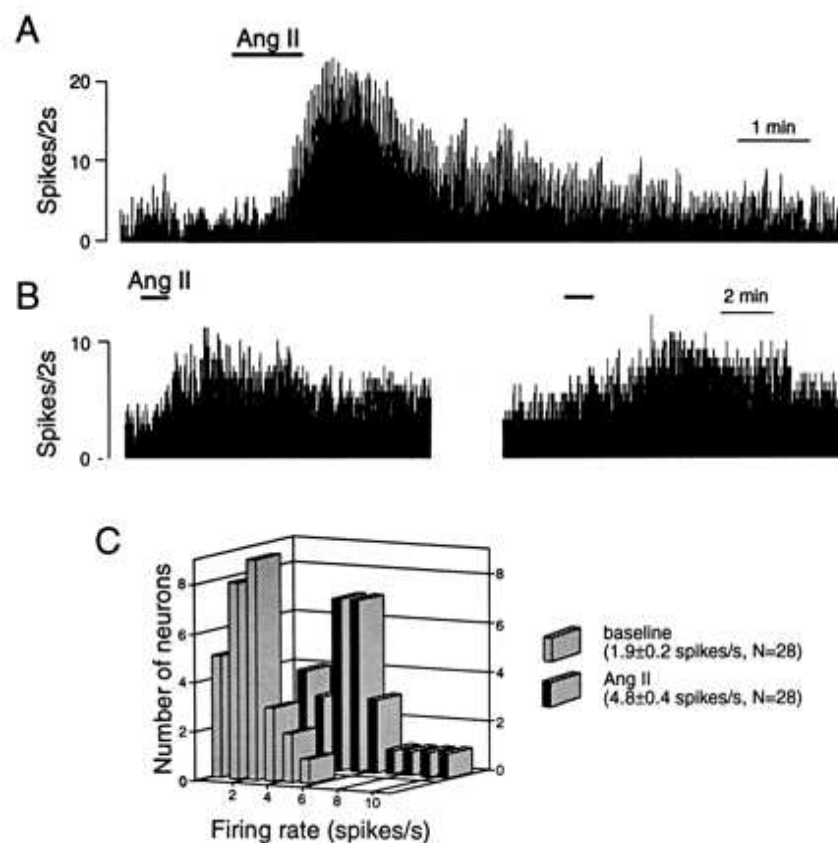 A
Ang II
Spikes/2s
20
10
0
1 min
B
Ang II
Spikes/2s
10
0
2 min
C
Number of neurons
8
6
4
2
0
8
6
4
2
0
2
4
6
8
10
Firing rate (spikes/s)
baseline
(1.9±0.2 spikes/s, N=28)
Ang II
(4.8±0.4 spikes/s, N=28)